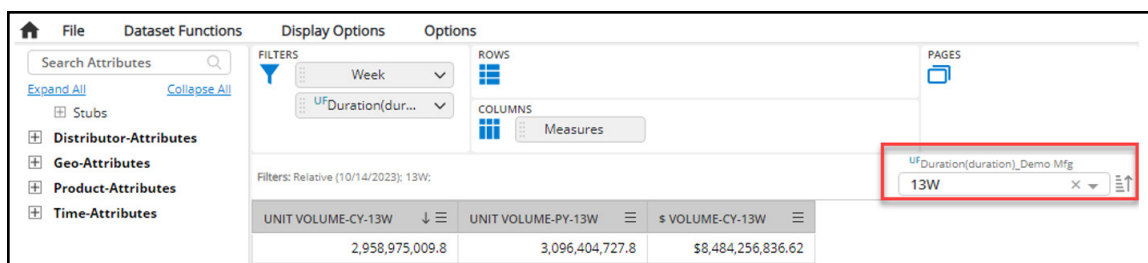 File Dataset Functions Display Options Options
Search Attributes
Expand All Collapse All
Stubs
Distributor-Attributes
Geo-Attributes
Product-Attributes
Time-Attributes
FILTERS
Week
UFDuration(dur...
ROWS
COLUMNS
Measures
PAGES
Filters: Relative (10/14/2023); 13W;
UFDuration(duration)_Demo Mfg
13W
UNIT VOLUME-CY-13W UNIT VOLUME-PY-13W $ VOLUME-CY-13W
2,958,975,009.8 3,096,404,727.8 $8,484,256,836.62